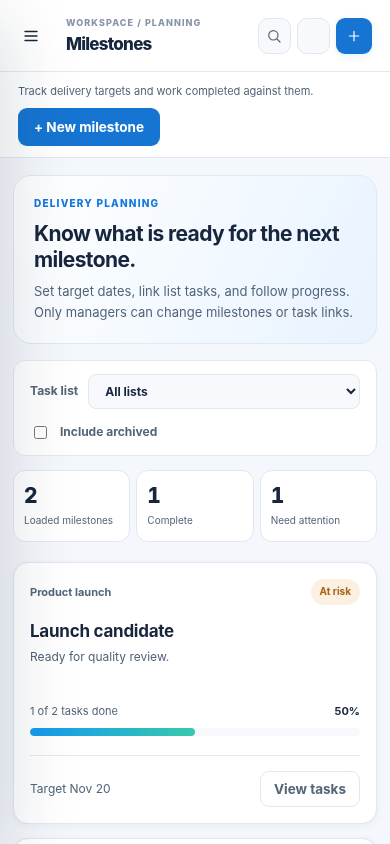 WORKSPACE / PLANNING
Milestones
Track delivery targets and work completed against them.
+ New milestone
DELIVERY PLANNING
Know what is ready for the next
milestone.
Set target dates, link list tasks, and follow progress.
Only managers can change milestones or task links.
Task list
All lists
Include archived
2
Loaded milestones
1
Complete
1
Need attention
Product launch
At risk
Launch candidate
Ready for quality review.
1 of 2 tasks done
50%
Target Nov 20
View tasks